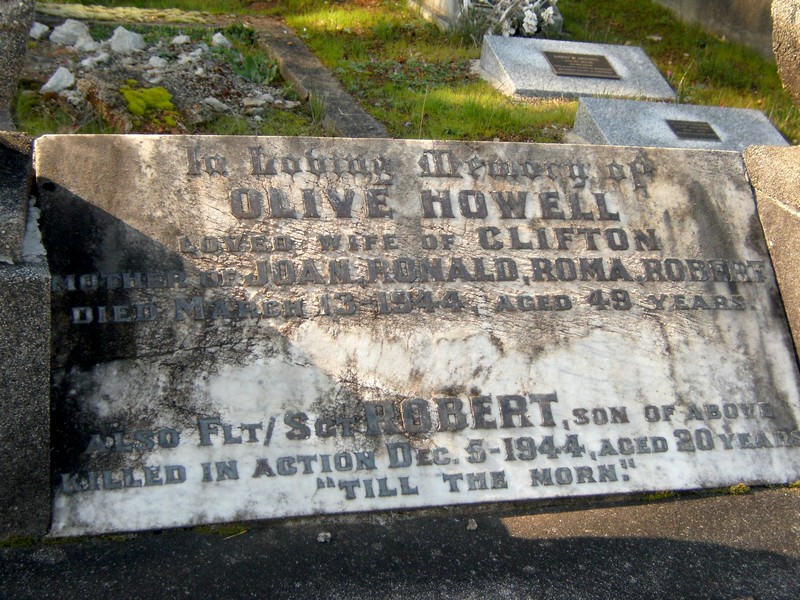 In Loving Memory of
OLIVE HOWELL
LOVED WIFE OF CLIFTON
MOTHER OF JOAN, RONALD, ROMA, ROBERT
DIED MARCH 13-1944, AGED 49 YEARS.
ALSO FLT/SGT ROBERT, SON OF ABOVE
KILLED IN ACTION DEC. 5-1944, AGED 20 YEARS
"TILL THE MORN."